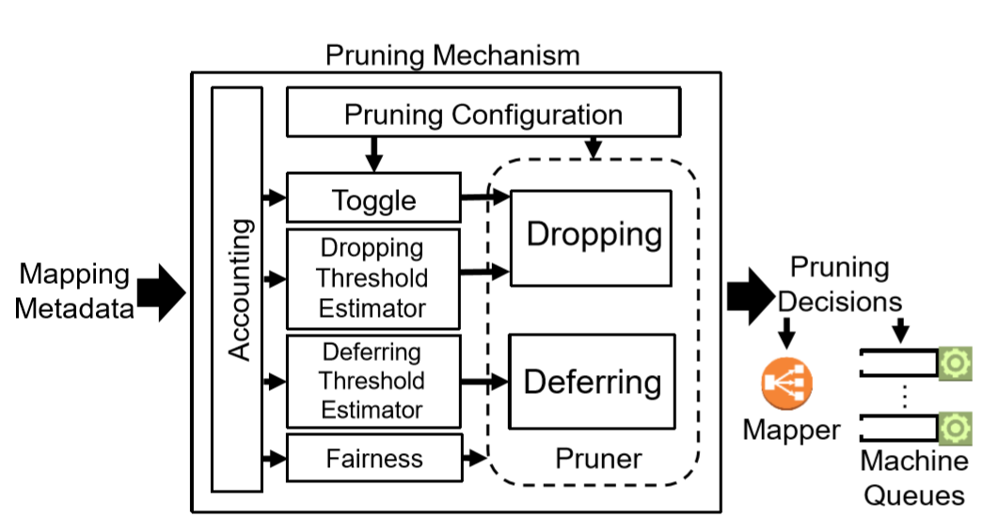 Pruning Mechanism
Pruning Configuration
Accounting
Toggle
Dropping
Threshold
Estimator
Deferring
Threshold
Estimator
Fairness
Dropping
Deferring
Pruner
Mapping
Metadata
Pruning
Decisions
Mapper
Machine
Queues